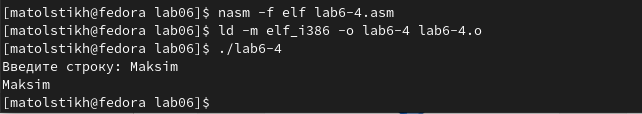 [matolstikh@fedora lab06]$ nasm -f elf lab6-4.asm
[matolstikh@fedora lab06]$ ld -m elf_i386 -o lab6-4 lab6-4.o
[matolstikh@fedora lab06]$ ./lab6-4
Введите строку: Maksim
Maksim
[matolstikh@fedora lab06]$